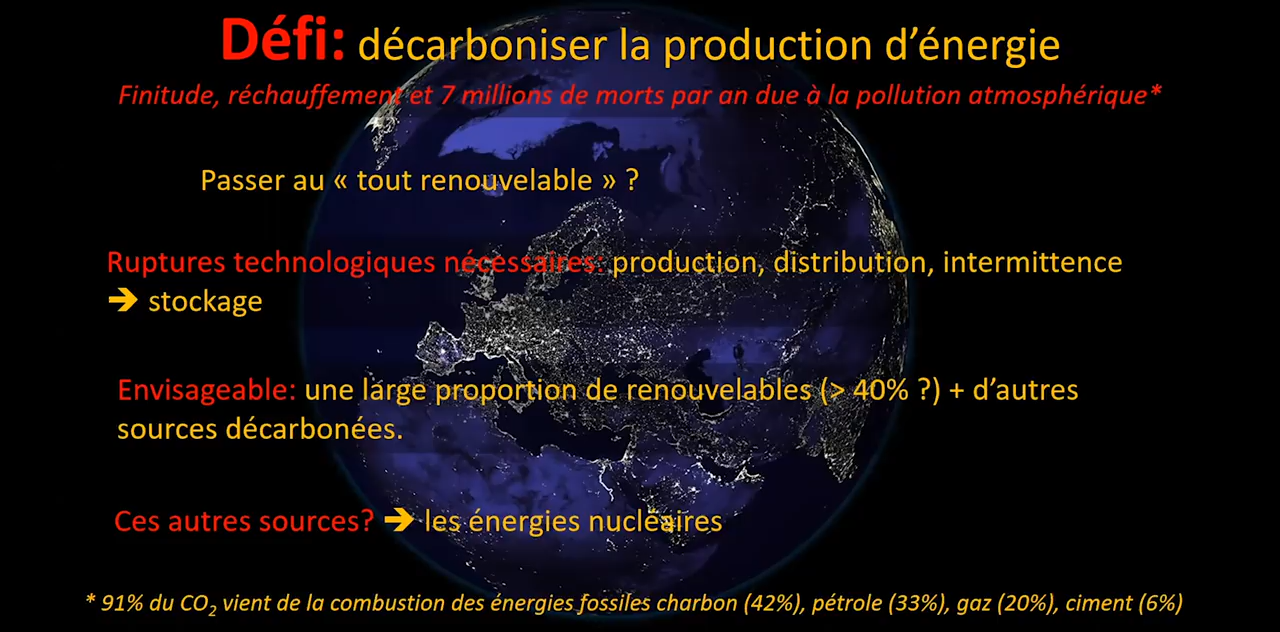 Défi: décarboniser la production d’énergie
Finitude, réchauffement et 7 millions de morts par an due à la pollution atmosphérique*
Passer au « tout renouvelable » ?
Ruptures technologiques nécessaires: production, distribution, intermittence
➔ stockage
Envisageable: une large proportion de renouvelables (> 40% ?) + d’autres
sources décarbonées.
Ces autres sources? ➔ les énergies nucléaires
* 91% du CO₂ vient de la combustion des énergies fossiles charbon (42%), pétrole (33%), gaz (20%), ciment (6%)